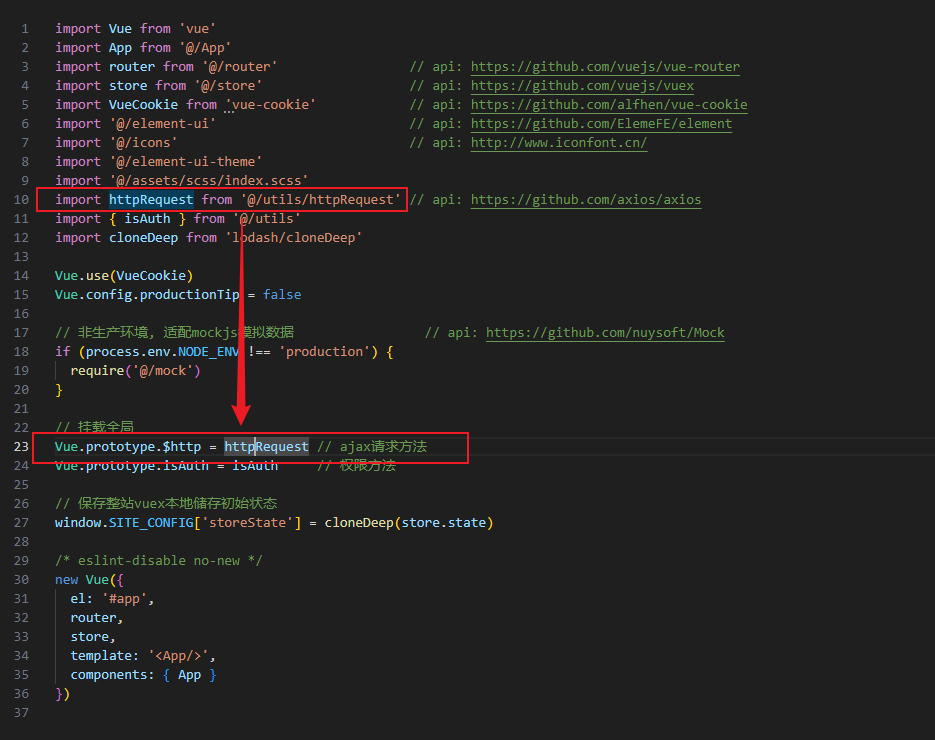 1 import Vue from 'vue'
2 import App from '@/App'
3 import router from '@/router' // api: https://github.com/vuejs/vue-router
4 import store from '@/store' // api: https://github.com/vuejs/vuex
5 import VueCookie from 'vue-cookie' // api: https://github.com/alfhen/vue-cookie
6 import '@/element-ui' // api: https://github.com/ElemeFE/element
7 import '@/icons' // api: http://www.iconfont.cn/
8 import '@/element-ui-theme'
9 import '@/assets/scss/index.scss'
10 import httpRequest from '@/utils/httpRequest' // api: https://github.com/axios/axios
11 import { isAuth } from '@/utils'
12 import cloneDeep from 'lodash/cloneDeep'
13
14 Vue.use(VueCookie)
15 Vue.config.productionTip = false
16
17 // 非生产环境, 适配mockjs模拟数据 // api: https://github.com/nuysoft/Mock
18 if (process.env.NODE_ENV !== 'production') {
19 require('@/mock')
20 }
21
22 // 挂载全局
23 Vue.prototype.$http = httpRequest // ajax请求方法
24 Vue.prototype.isAuth = isAuth // 权限方法
25
26 // 保存整站vuex本地储存初始状态
27 window.SITE_CONFIG['storeState'] = cloneDeep(store.state)
28
29 /* eslint-disable no-new */
30 new Vue({
31 el: '#app',
32 router,
33 store,
34 template: '<App/>',
35 components: { App }
36 })
37